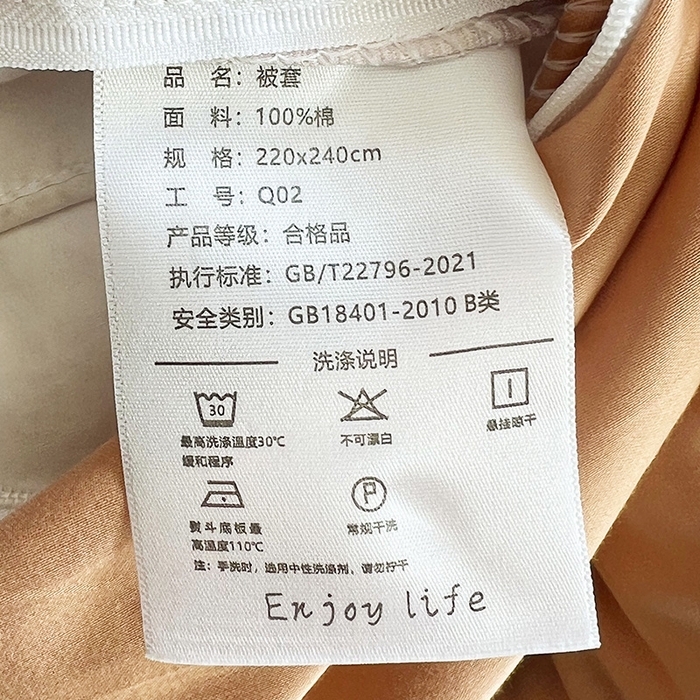 品 名：被套
面 料：100%棉
规 格：220x240cm
工 号：Q02
产品等级：合格品
执行标准：GB/T22796-2021
安全类别：GB18401-2010 B类
洗涤说明
30
最高洗涤温度30℃
缓和程序
不可漂白
悬挂晾干
熨斗底板最
高温度110℃
P
常规干洗
注：手洗时，选用中性洗涤剂，请勿拧干
Enjoy life